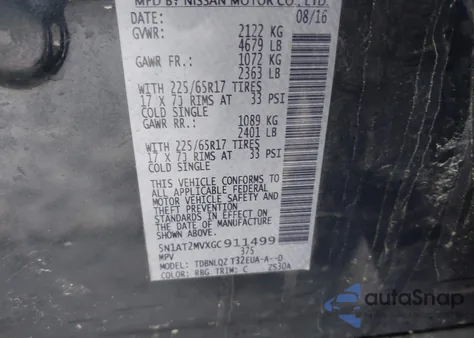 MFD BY NISSAN MOTOR CO., LTD.
DATE: 08/16
GVWR: 2122 KG
4679 LB
GAWR FR.: 1072 KG
2363 LB
WITH 225/65R17 TIRES
17 X 7J RIMS AT 33 PSI
COLD SINGLE
GAWR RR.: 1089 KG
2401 LB
WITH 225/65R17 TIRES
17 X 7J RIMS AT 33 PSI
COLD SINGLE
THIS VEHICLE CONFORMS TO
ALL APPLICABLE FEDERAL
MOTOR VEHICLE SAFETY AND
THEFT PREVENTION
STANDARDS IN EFFECT ON
THE DATE OF MANUFACTURE
SHOWN ABOVE.
5N1AT2MVXGC911499
MPV 375
MODEL: TDBNLQZ T32EUA-A--D
COLOR: RBG TRIM: C ZS30A
autoSnap